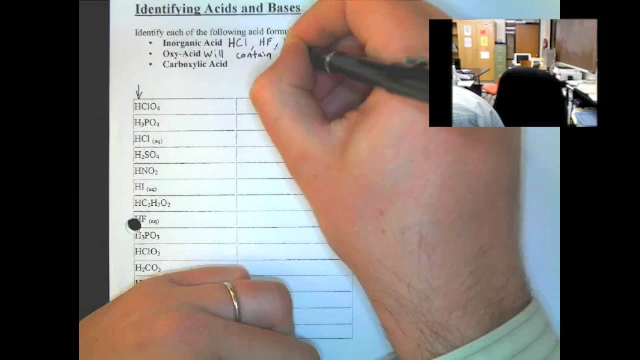 Identifying Acids and Bases
Identify each of the following acid
• Inorganic Acid HCl, HF,
• Oxy-Acid Will contain
• Carboxylic Acid
HClO₄
H₃PO₄
HCl (aq)
H₂SO₄
HNO₂
HI (aq)
HC₂H₃O₂
HF (aq)
H₃PO₃
HClO₃
H₂CO₃